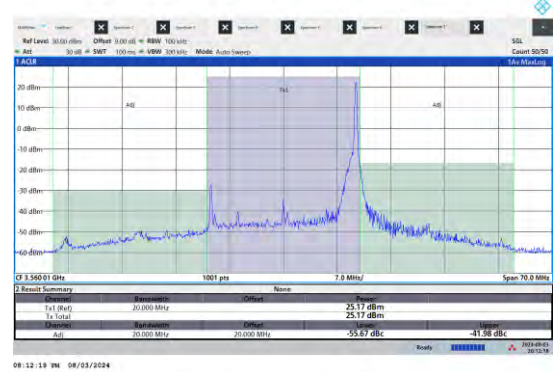 Ref Level 30.00 dBm Offset 0.00 dB RBW 100 kHz SGL
Att 30 dB SWT 100 ms VBW 300 kHz Mode Auto Sweep Count 50/50
1 ACLR 1Av MaxLog
20 dBm
Tx1
10 dBm
Adj Adj
0 dBm
-10 dBm
-20 dBm
-30 dBm
-40 dBm
-50 dBm
-60 dBm
CF 3.56001 GHz 1001 pts 7.0 MHz/ Span 70.0 MHz
2 Result Summary None
Channel Bandwidth Offset Power
Tx1 (Ref) 20.000 MHz 25.17 dBm
Tx Total 25.17 dBm
Channel Bandwidth Offset Lower Upper
Adj 20.000 MHz 20.000 MHz -55.67 dBc -41.98 dBc
Ready
20:12:18
08:12:19 PM 08/03/2024